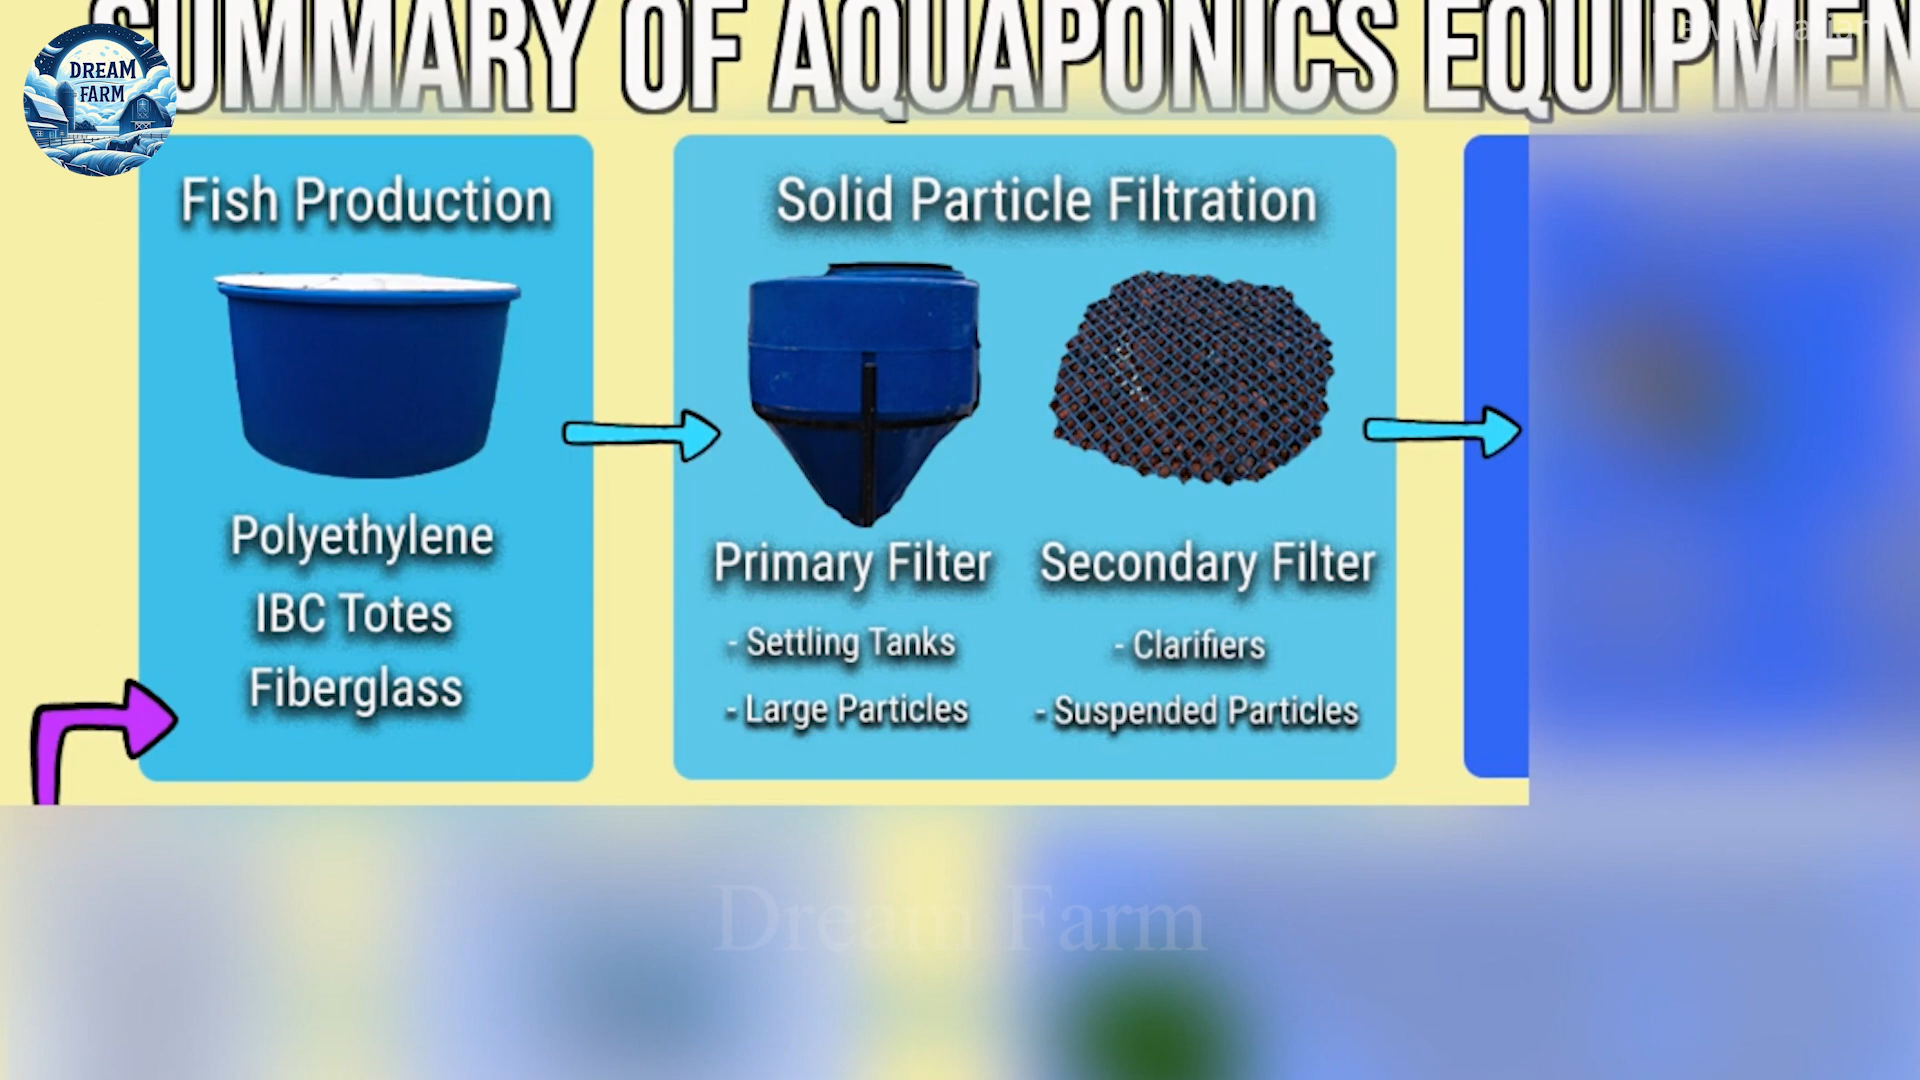 SUMMARY OF AQUAPONICS EQUIPMEN
DREAM
FARM
Fish Production
Polyethylene
IBC Totes
Fiberglass
Solid Particle Filtration
Primary Filter
- Settling Tanks
- Large Particles
Secondary Filter
- Clarifiers
- Suspended Particles
Dream Farm